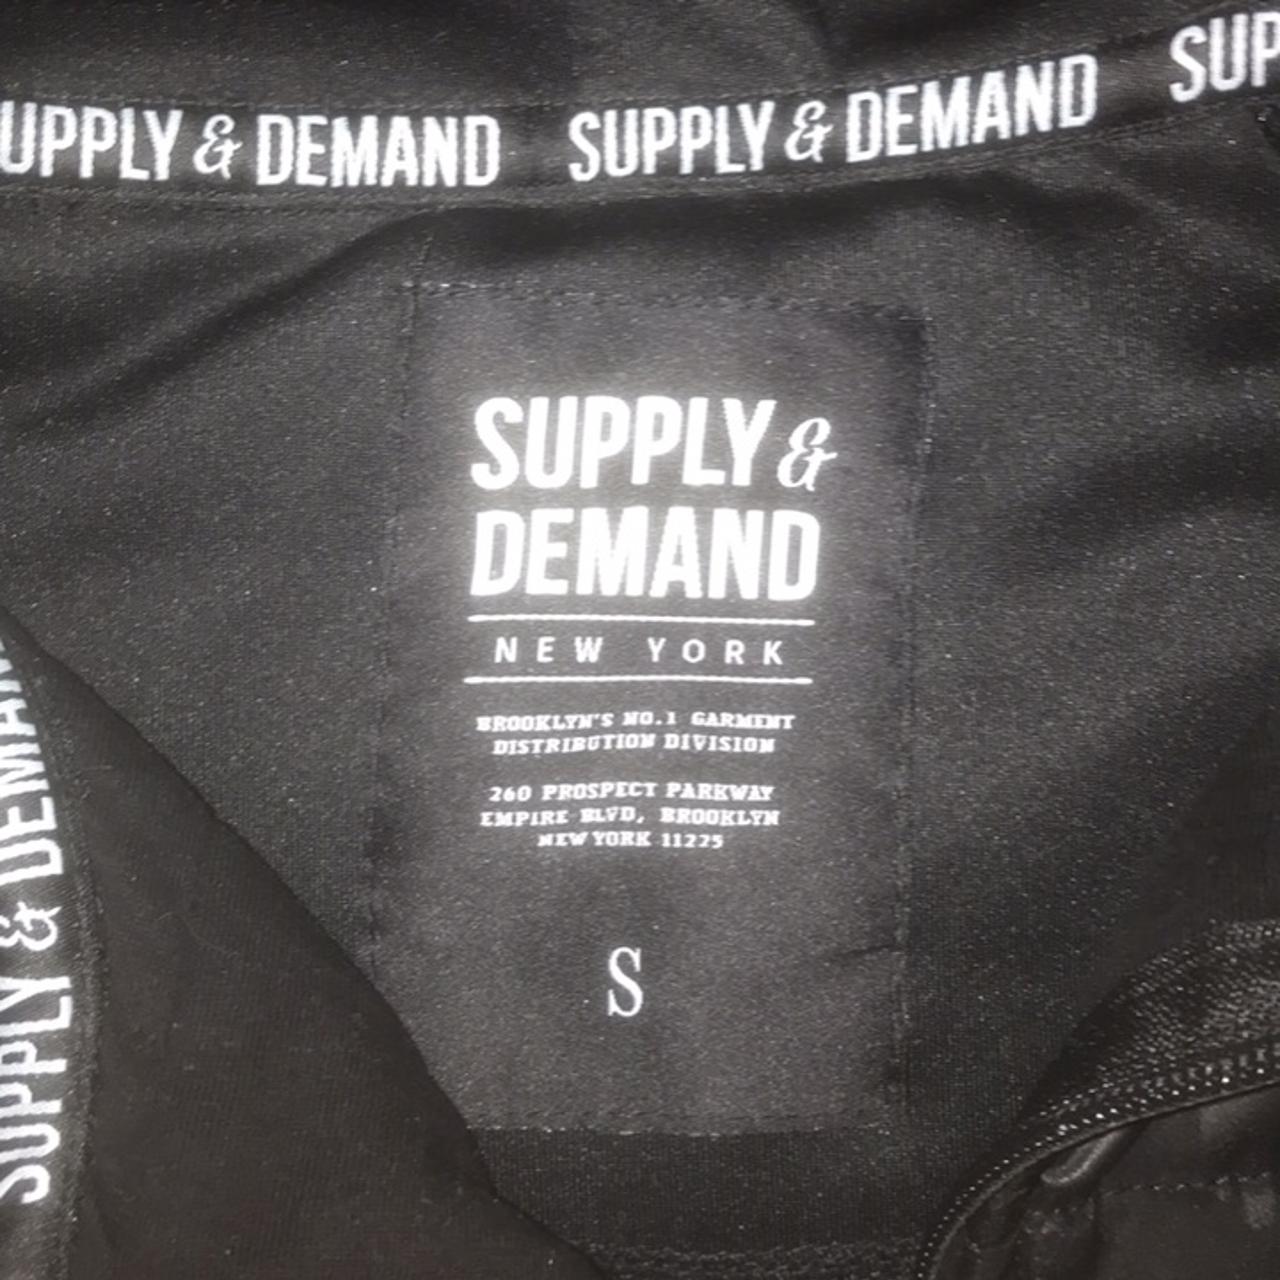 UPPLY & DEMAND SUPPLY & DEMAND SUP
SUPPLY &
DEMAND
NEW YORK
BROOKLYN'S NO.1 GARMENT
DISTRIBUTION DIVISION
260 PROSPECT PARKWAY
EMPIRE BLVD, BROOKLYN
NEW YORK 11225
S
SUPPLY & DEMAN